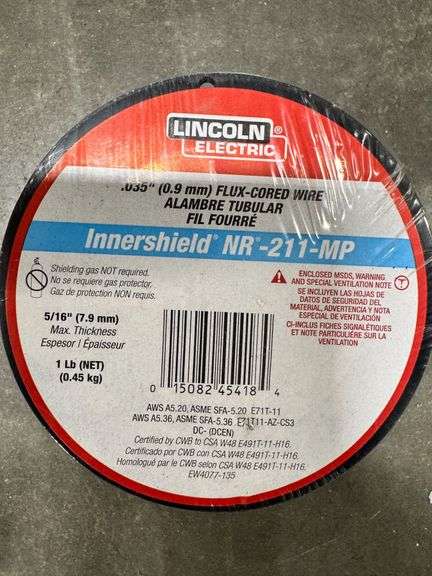 LINCOLN ®
ELECTRIC
.035" (0.9 mm) FLUX-CORED WIRE
ALAMBRE TUBULAR
FIL FOURRÉ
Innershield® NR®-211-MP
Shielding gas NOT required.
No se requiere gas protector.
Gaz de protection NON requis.
5/16" (7.9 mm)
Max. Thickness
Espesor | Épaisseur
1 Lb (NET)
(0.45 kg)
ENCLOSED MSDS, WARNING
AND SPECIAL VENTILATION NOTE
SE INCLUYEN LAS HOJAS DE
DATOS DE SEGURIDAD DEL
MATERIAL, ADVERTENCIA Y NOTA
ESPECIAL DE VENTILACIÓN
CI-INCLUS FICHES SIGNALÉTIQUES
ET NOTE PARTICULIÈRE SUR LA
VENTILATION
0 15082 45418 4
AWS A5.20, ASME SFA-5.20 E71T-11
AWS A5.36, ASME SFA-5.36 E71T11-AZ-CS3
DC- (DCEN)
Certified by CWB to CSA W48 E491T-11-H16.
Certificado por CWB con CSA W48 E491T-11-H16.
Homologué par le CWB selon CSA W48 E491T-11-H16.
EW4077-135